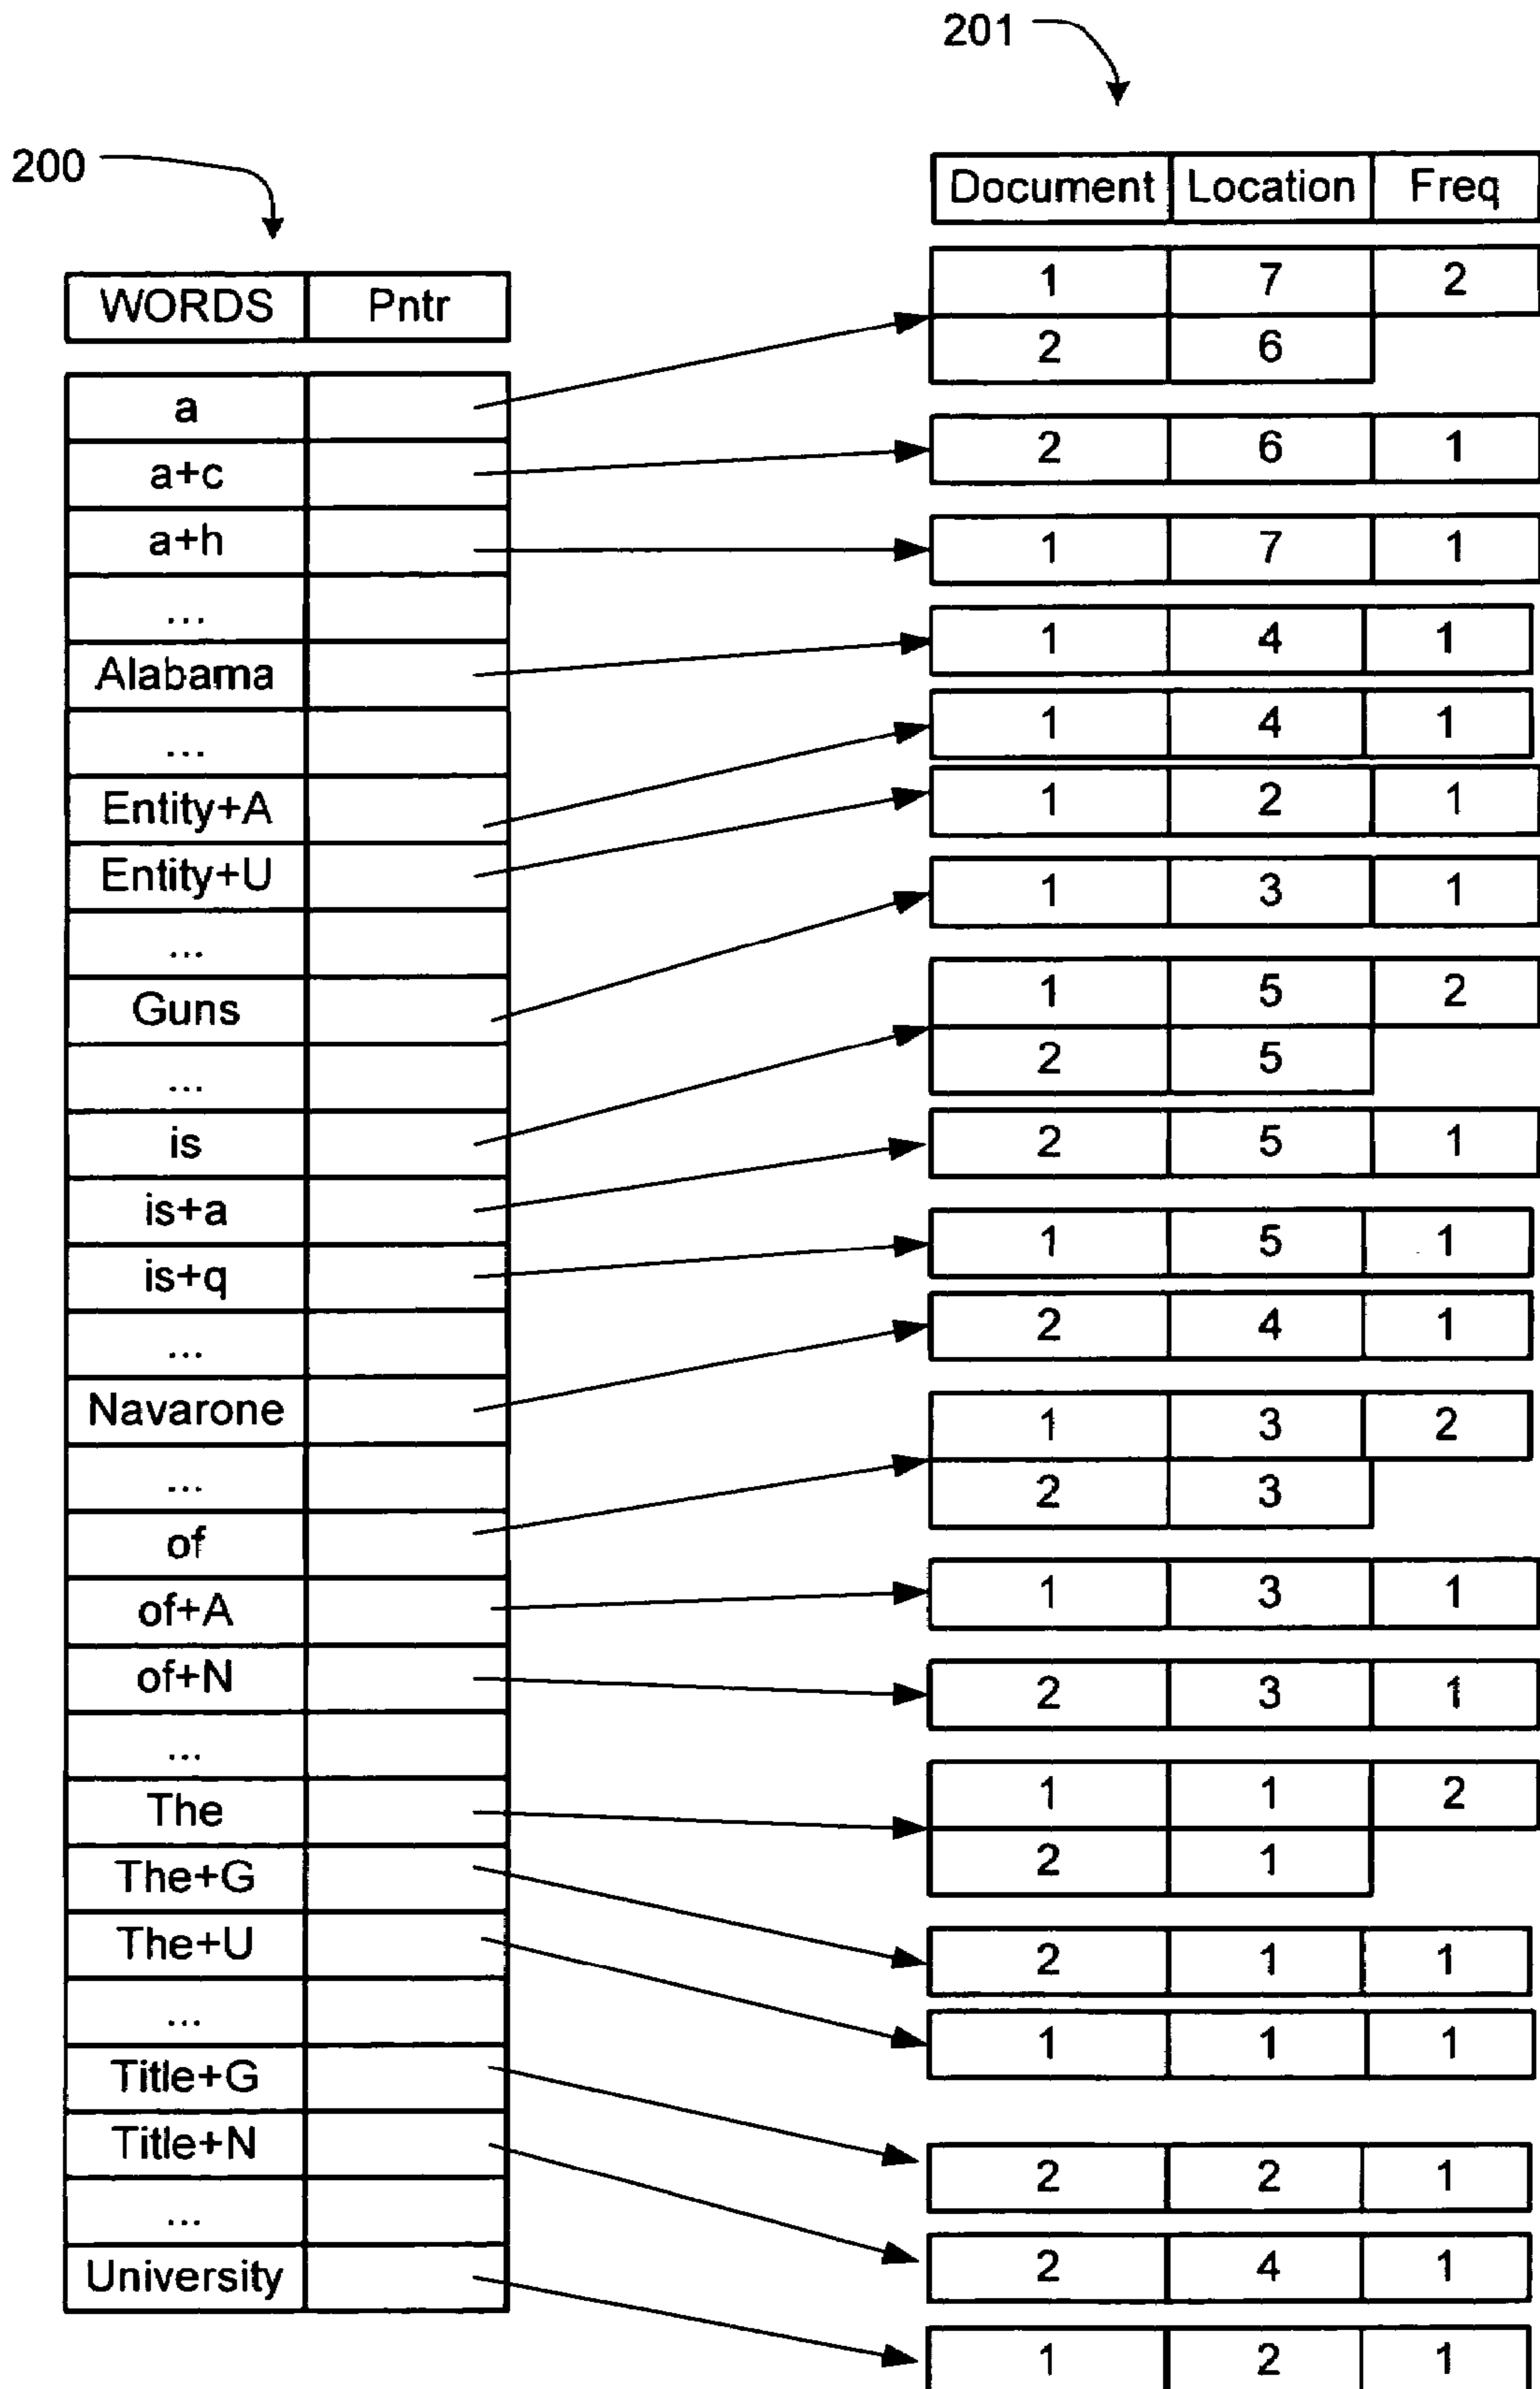 201
200
Document Location Freq
WORDS Pntr
1 7 2
2 6
a
2 6 1
a+c
1 7 1
a+h
...
1 4 1
Alabama
1 4 1
...
1 2 1
Entity+A
Entity+U
1 3 1
...
1 5 2
Guns
2 5
...
2 5 1
is
is+a
1 5 1
is+q
2 4 1
...
Navarone
1 3 2
...
2 3
of
1 3 1
of+A
of+N
2 3 1
...
1 1 2
The
2 1
The+G
The+U
2 1 1
...
1 1 1
Title+G
Title+N
2 2 1
...
2 4 1
University
1 2 1